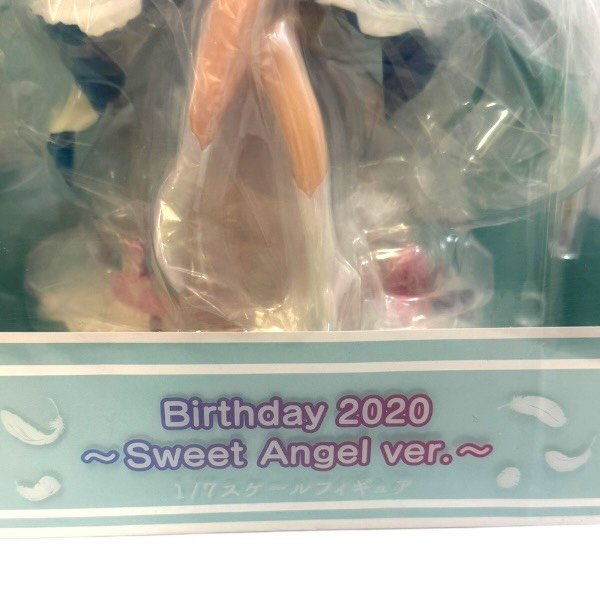 Birthday 2020
～Sweet Angel ver.～
1/7スケールフィギュア